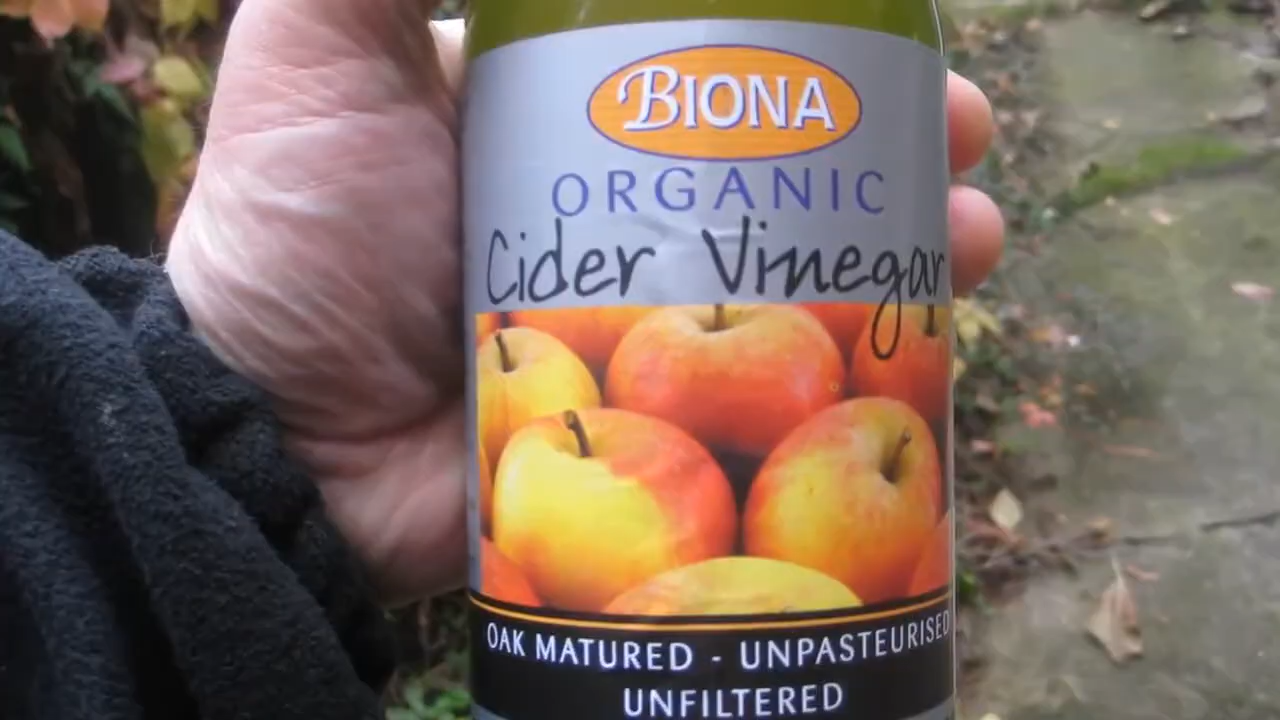 BIONA
ORGANIC
Cider Vinegar
OAK MATURED - UNPASTEURISED
UNFILTERED